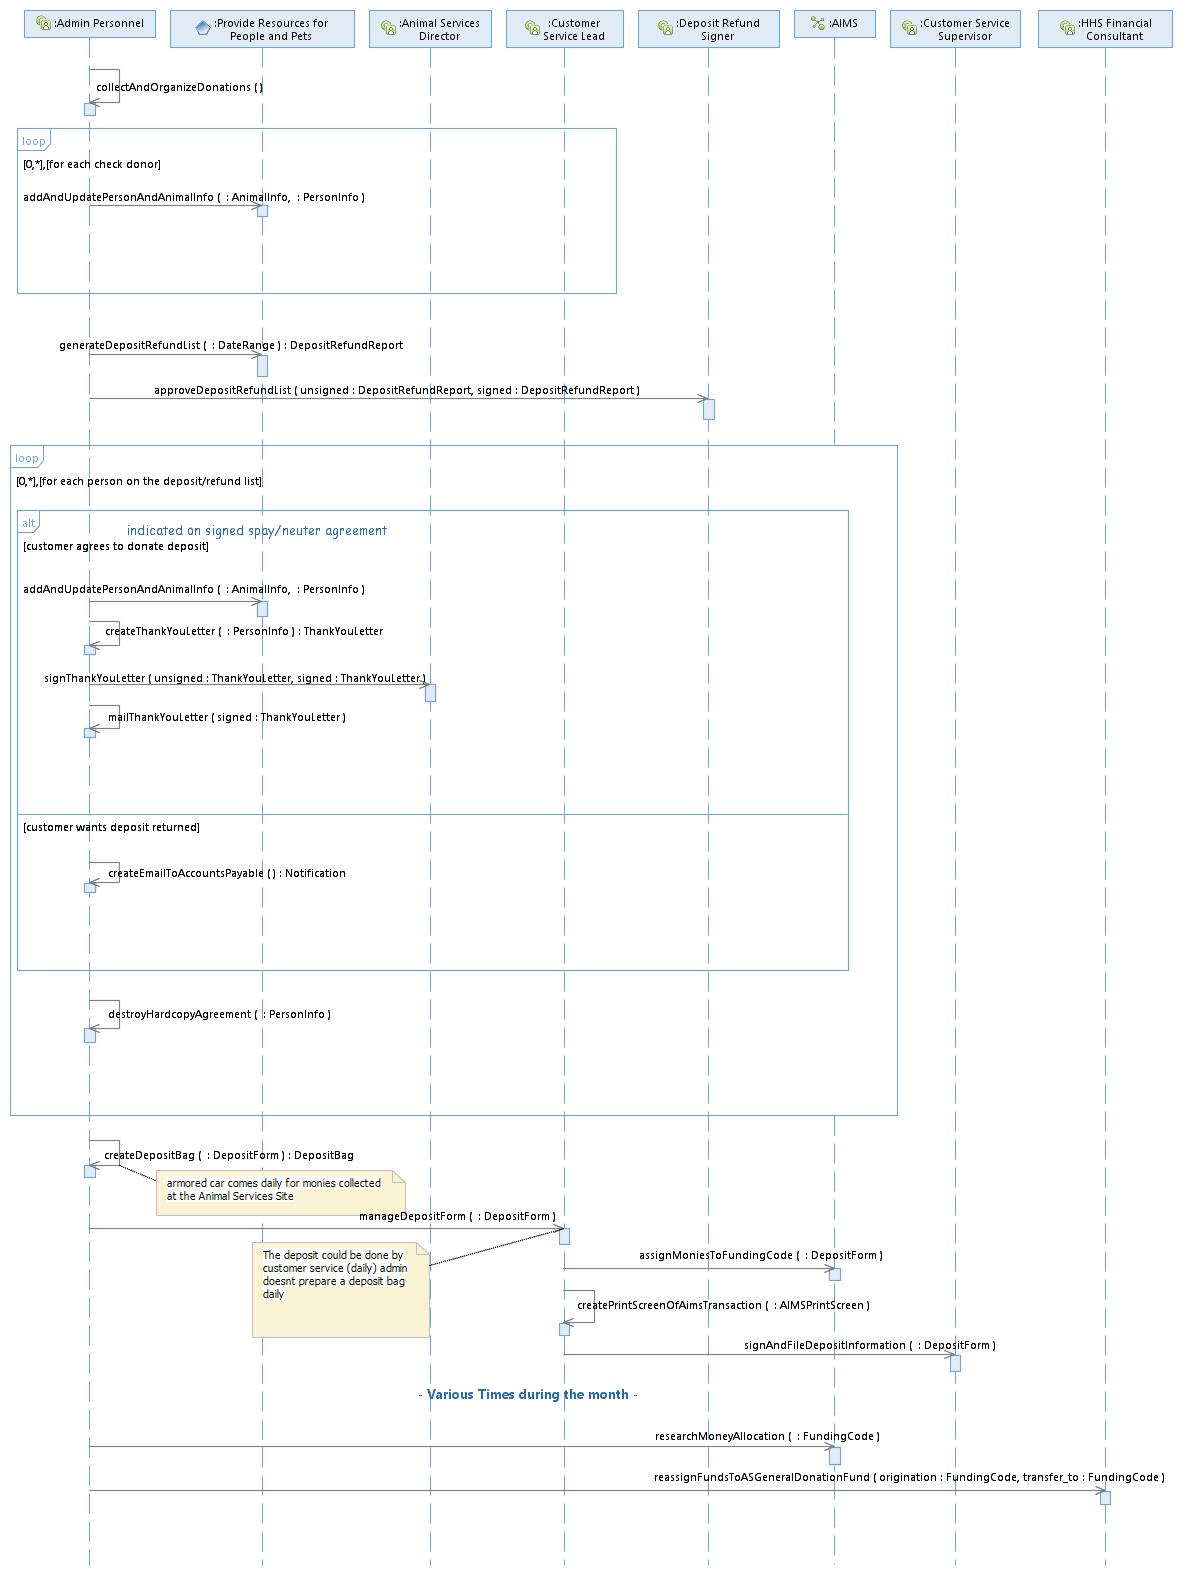 :Admin Personnel
:Provide Resources for
People and Pets
:Animal Services
Director
:Customer
Service Lead
:Deposit Refund
Signer
:AIMS
:Customer Service
Supervisor
:HHS Financial
Consultant
collectAndOrganizeDonations ( )
loop
[0,*],[for each check donor]
addAndUpdatePersonAndAnimalInfo ( : AnimalInfo, : PersonInfo )
generateDepositRefundList ( : DateRange ) : DepositRefundReport
approveDepositRefundList ( unsigned : DepositRefundReport, signed : DepositRefundReport )
loop
[0,*],[for each person on the deposit/refund list]
alt
indicated on signed spay/neuter agreement
[customer agrees to donate deposit]
addAndUpdatePersonAndAnimalInfo ( : AnimalInfo, : PersonInfo )
createThankYouLetter ( : PersonInfo ) : ThankYouLetter
signThankYouLetter ( unsigned : ThankYouLetter, signed : ThankYouLetter )
mailThankYouLetter ( signed : ThankYouLetter )
[customer wants deposit returned]
createEmailToAccountsPayable ( ) : Notification
destroyHardcopyAgreement ( : PersonInfo )
createDepositBag ( : DepositForm ) : DepositBag
armored car comes daily for monies collected
at the Animal Services Site
manageDepositForm ( : DepositForm )
The deposit could be done by
customer service (daily) admin
doesnt prepare a deposit bag
daily
assignMoniesToFundingCode ( : DepositForm )
createPrintScreenOfAimsTransaction ( : AIMSPrintScreen )
signAndFileDepositInformation ( : DepositForm )
- Various Times during the month -
researchMoneyAllocation ( : FundingCode )
reassignFundsToASGeneralDonationFund ( origination : FundingCode, transfer_to : FundingCode )